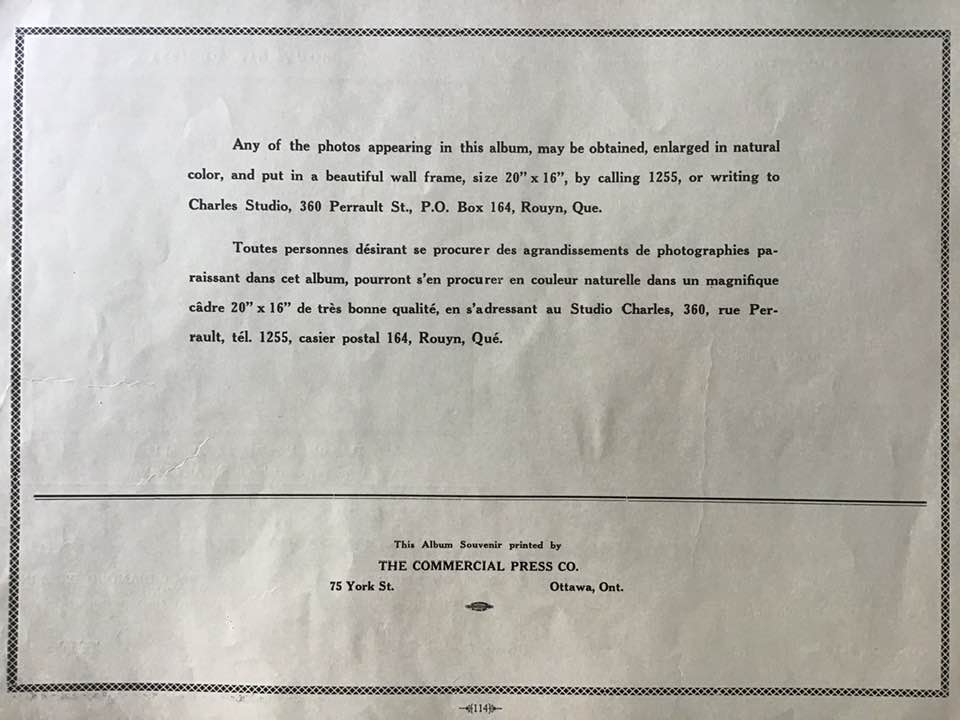 Any of the photos appearing in this album, may be obtained, enlarged in natural
color, and put in a beautiful wall frame, size 20” x 16”, by calling 1255, or writing to
Charles Studio, 360 Perrault St., P.O. Box 164, Rouyn, Que.
Toutes personnes désirant se procurer des agrandissements de photographies pa-
raissant dans cet album, pourront s'en procurer en couleur naturelle dans un magnifique
câdre 20” x 16” de très bonne qualité, en s'adressant au Studio Charles, 360, rue Per-
rault, tél. 1255, casier postal 164, Rouyn, Qué.
This Album Souvenir printed by
THE COMMERCIAL PRESS CO.
75 York St. Ottawa, Ont.
114